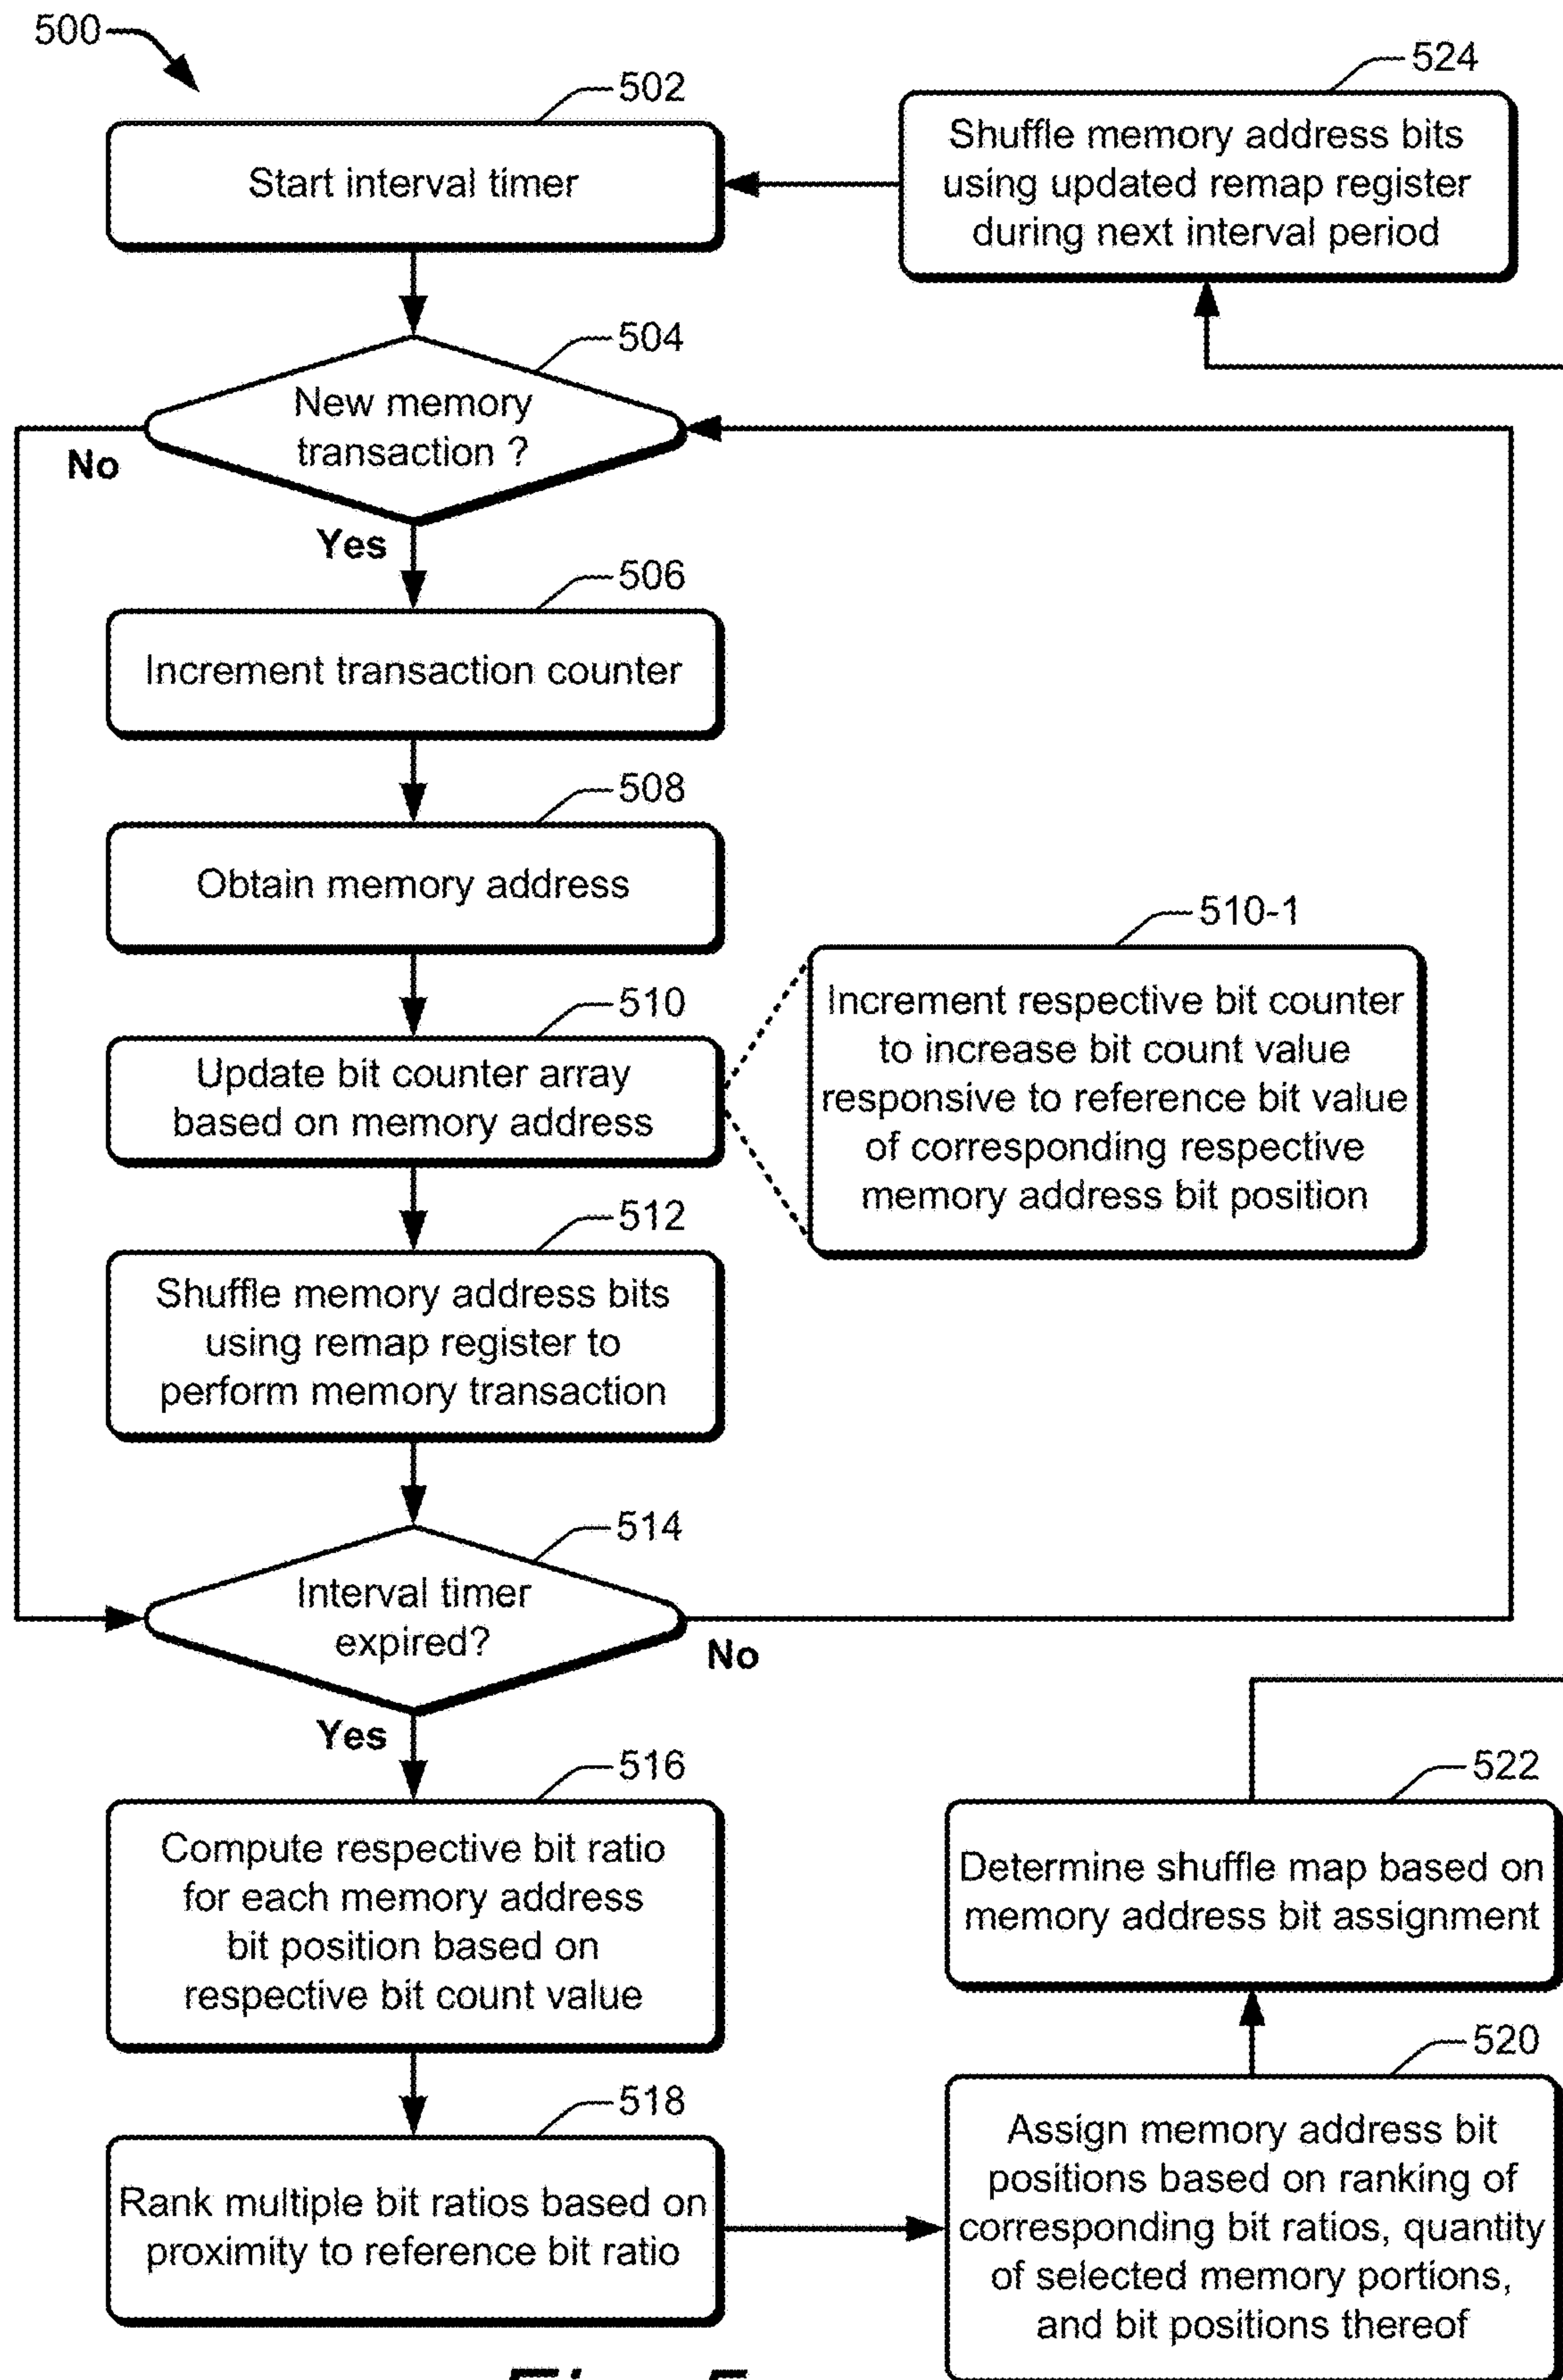 500
502
Start interval timer
524
Shuffle memory address bits
using updated remap register
during next interval period
504
New memory
transaction ?
No
Yes
506
Increment transaction counter
508
Obtain memory address
510
Update bit counter array
based on memory address
510-1
Increment respective bit counter
to increase bit count value
responsive to reference bit value
of corresponding respective
memory address bit position
512
Shuffle memory address bits
using remap register to
perform memory transaction
514
Interval timer
expired?
No
Yes
516
Compute respective bit ratio
for each memory address
bit position based on
respective bit count value
518
Rank multiple bit ratios based on
proximity to reference bit ratio
522
Determine shuffle map based on
memory address bit assignment
520
Assign memory address bit
positions based on ranking of
corresponding bit ratios, quantity
of selected memory portions,
and bit positions thereof